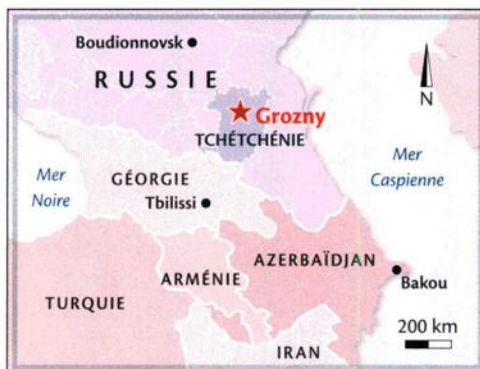 Boudionnovsk
RUSSIE
N
Grozny
TCHÉTCHÉNIE
Mer
Caspienne
Mer
Noire
GÉORGIE
Tbilissi
AZERBAÏDJAN
ARMÉNIE
Bakou
TURQUIE
200 km
IRAN